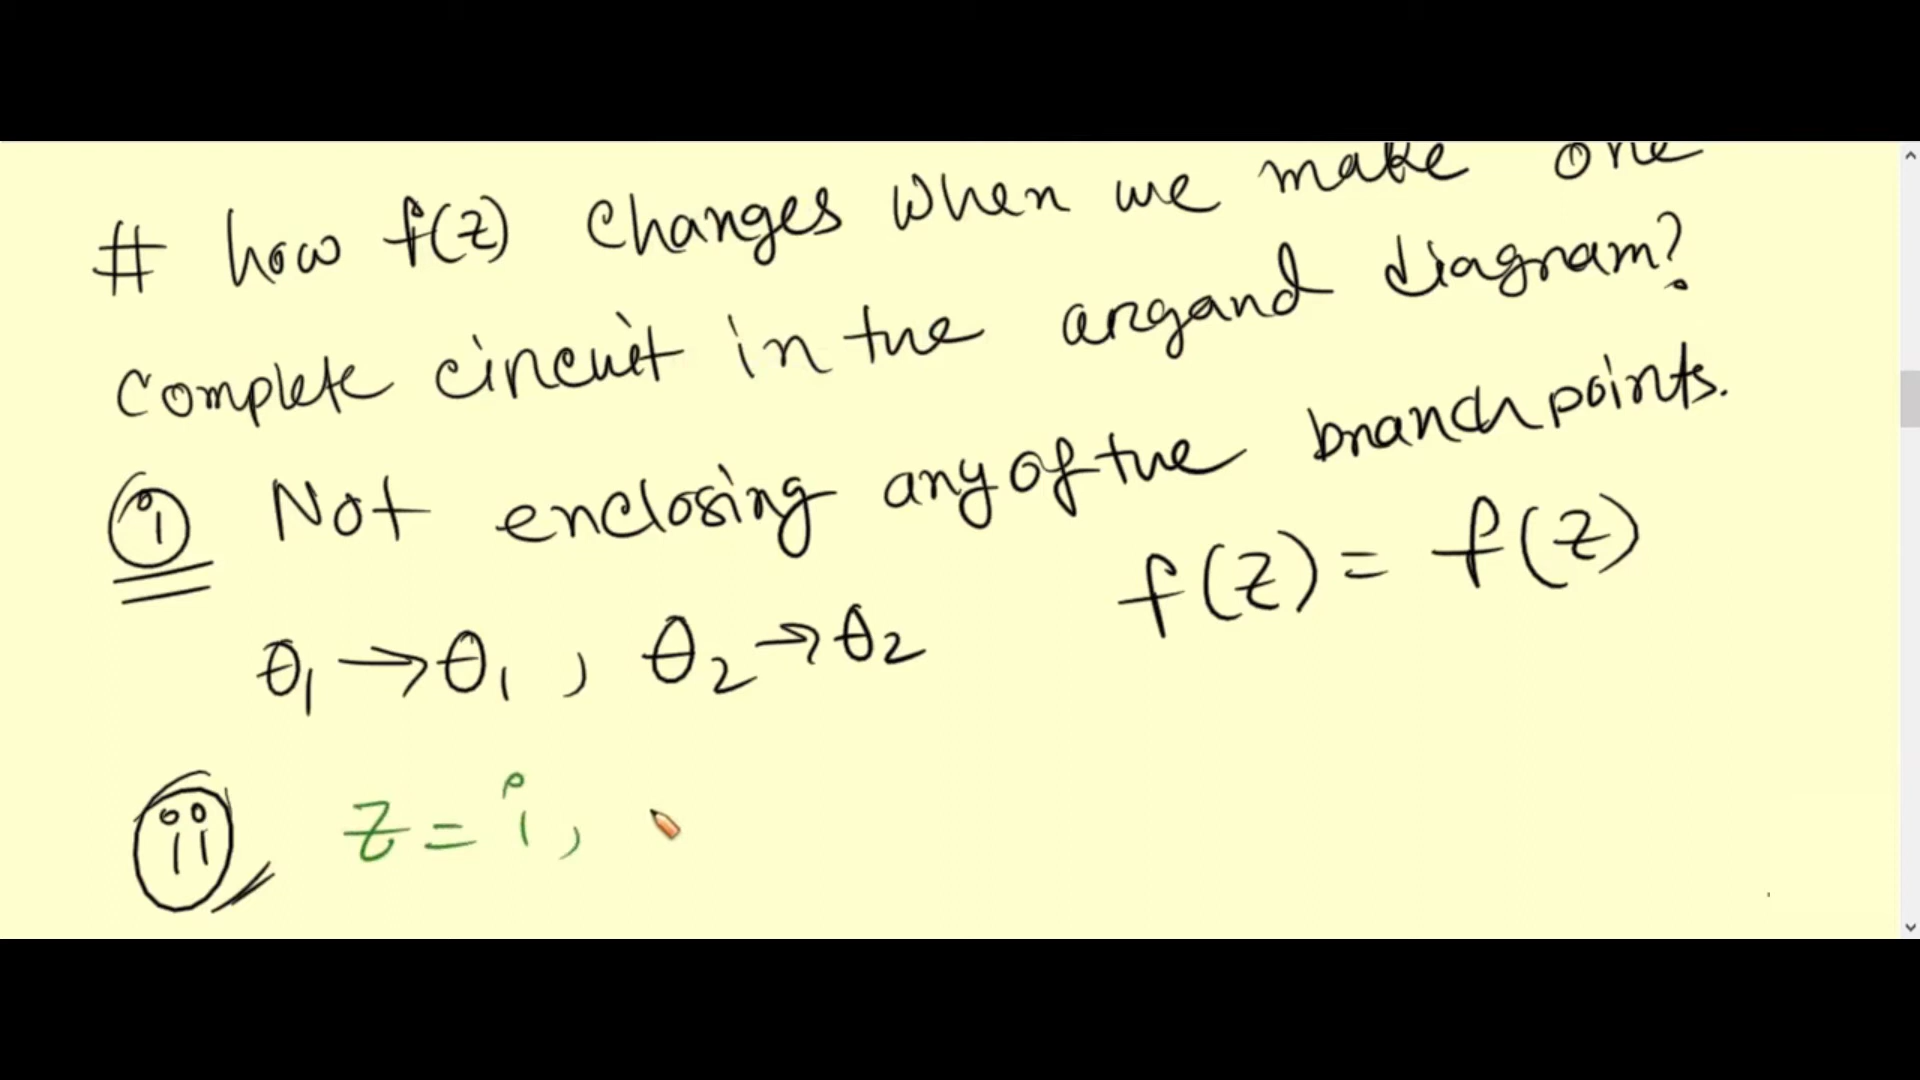 # how f(z) changes when we make one
complete circuit in the argand diagram?
(i) Not enclosing any of the branch points.
θ₁ → θ₁ , θ₂ → θ₂ f(z) = f(z)
(ii) z = i ,